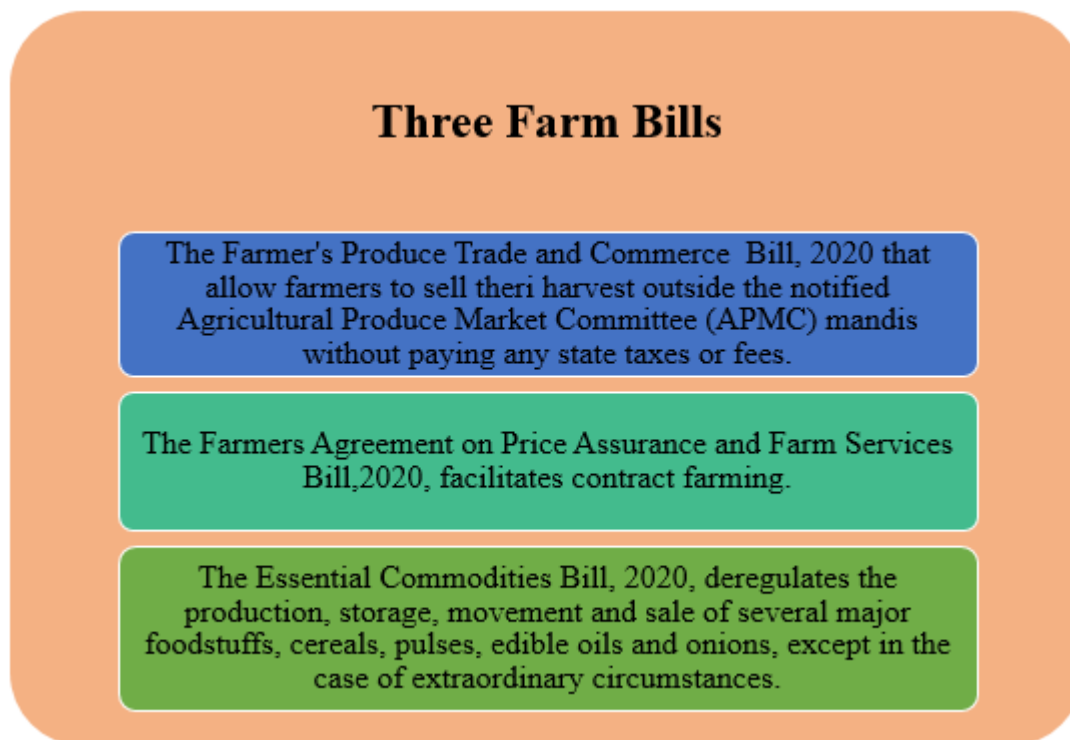 Three Farm Bills
The Farmer's Produce Trade and Commerce  Bill, 2020 that
allow farmers to sell theri harvest outside the notified
Agricultural Produce Market Committee (APMC) mandis
without paying any state taxes or fees.
The Farmers Agreement on Price Assurance and Farm Services
Bill,2020, facilitates contract farming.
The Essential Commodities Bill, 2020, deregulates the
production, storage, movement and sale of several major
foodstuffs, cereals, pulses, edible oils and onions, except in the
case of extraordinary circumstances.